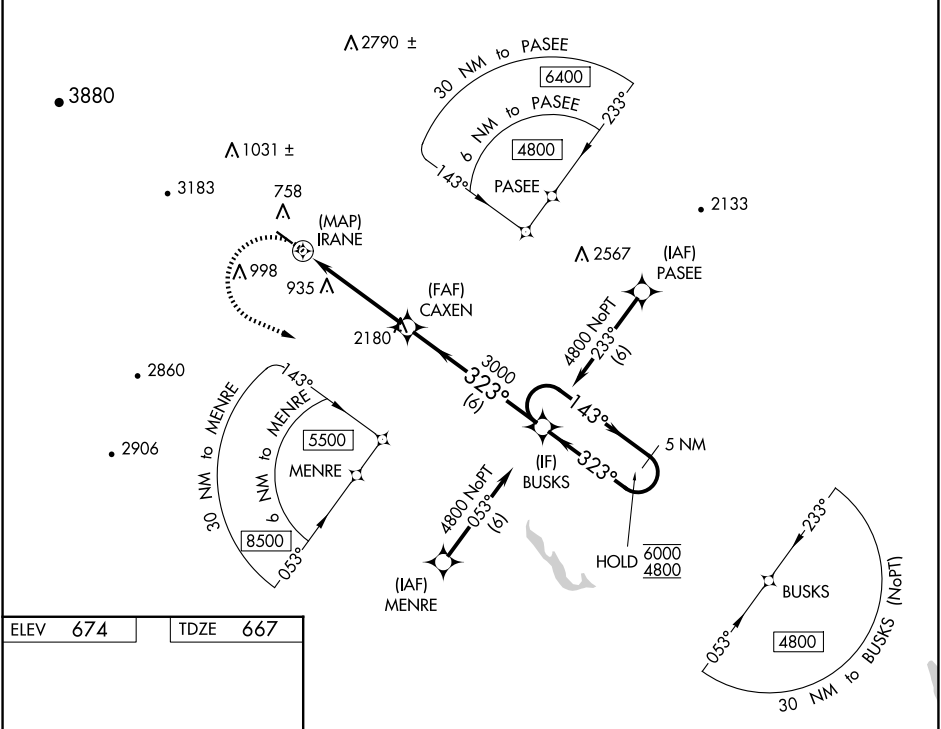 2790 ±
30 NM to PASEE
6400
6 NM to PASEE
4800
233°
143°
PASEE
3880
1031 ±
3183
758
(MAP)
IRANE
2133
2567
(IAF)
PASEE
998
935
(FAF)
CAXEN
2180
4800 NoPT
233°
(6)
3000
323°
(6)
143°
5 NM
323°
(IF)
BUSKS
2860
2906
143°
30 NM to MENRE
6 NM to MENRE
5500
MENRE
8500
053°
4800 NoPT
053°
(6)
(IAF)
MENRE
HOLD 6000
4800
233°
BUSKS
053°
4800
30 NM to BUSKS (NoPT)
ELEV 674
TDZE 667